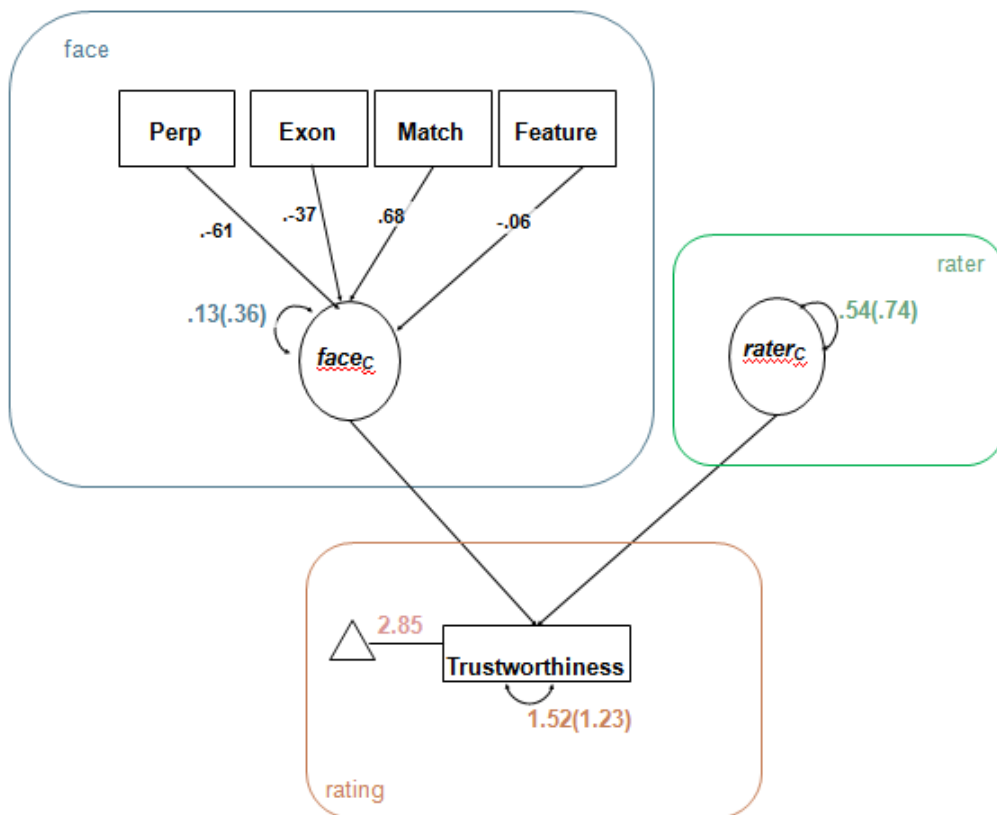 face
Perp Exon Match Feature
.-61 .-37 .68 -.06
rater
.13(.36)
.54(.74)
faceC
raterC
2.85
Trustworthiness
1.52(1.23)
rating